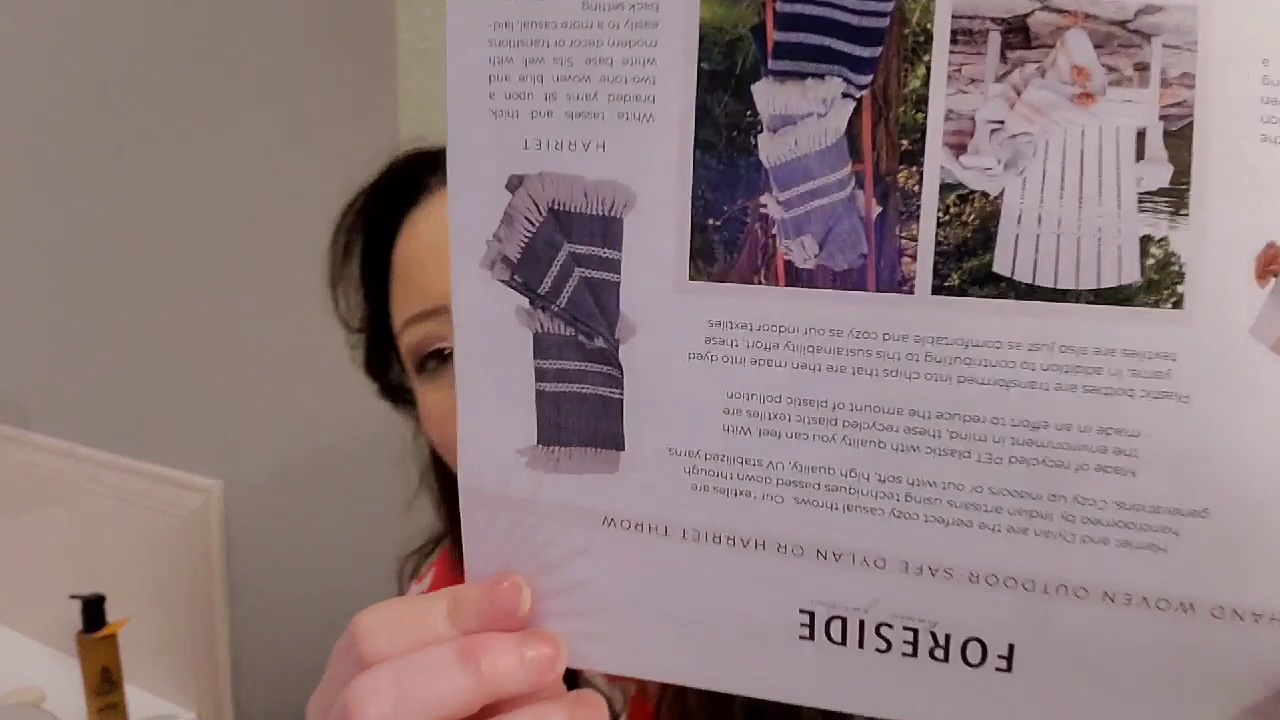 FORESIDE
HAND WOVEN OUTDOOR SAFE DYLAN OR HARRIET THROW
Harriet and Dylan are the perfect cozy casual throws. Our textiles are
handloomed by Indian artisans using techniques passed down through
generations. Cozy up indoors or out with soft, high quality, UV stabilized yarns.
Made of recycled PET plastic with quality you can feel. With
the environment in mind, these recycled plastic textiles are
made in an effort to reduce the amount of plastic pollution
Plastic bottles are transformed into chips that are then made into dyed
yarns. In addition to contributing to this sustainability effort, these
textiles are also just as comfortable and cozy as our indoor textiles.
HARRIET
White tassels and thick,
braided yarns sit upon a
two-tone woven blue and
white base. Sits well with
modern decor or transitions
easily to a more casual, laid-
back setting
the
on
ven
ng
a